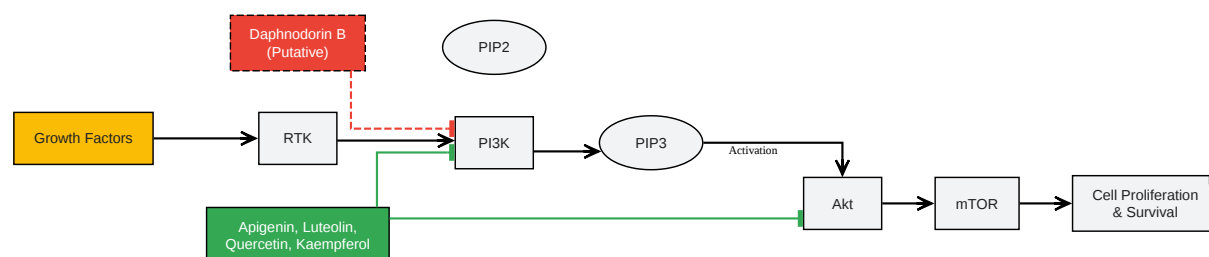 Daphnodorin B
(Putative)
PIP2
Growth Factors
RTK
PI3K
PIP3
Activation
Akt
mTOR
Cell Proliferation
& Survival
Apigenin, Luteolin,
Quercetin, Kaempferol